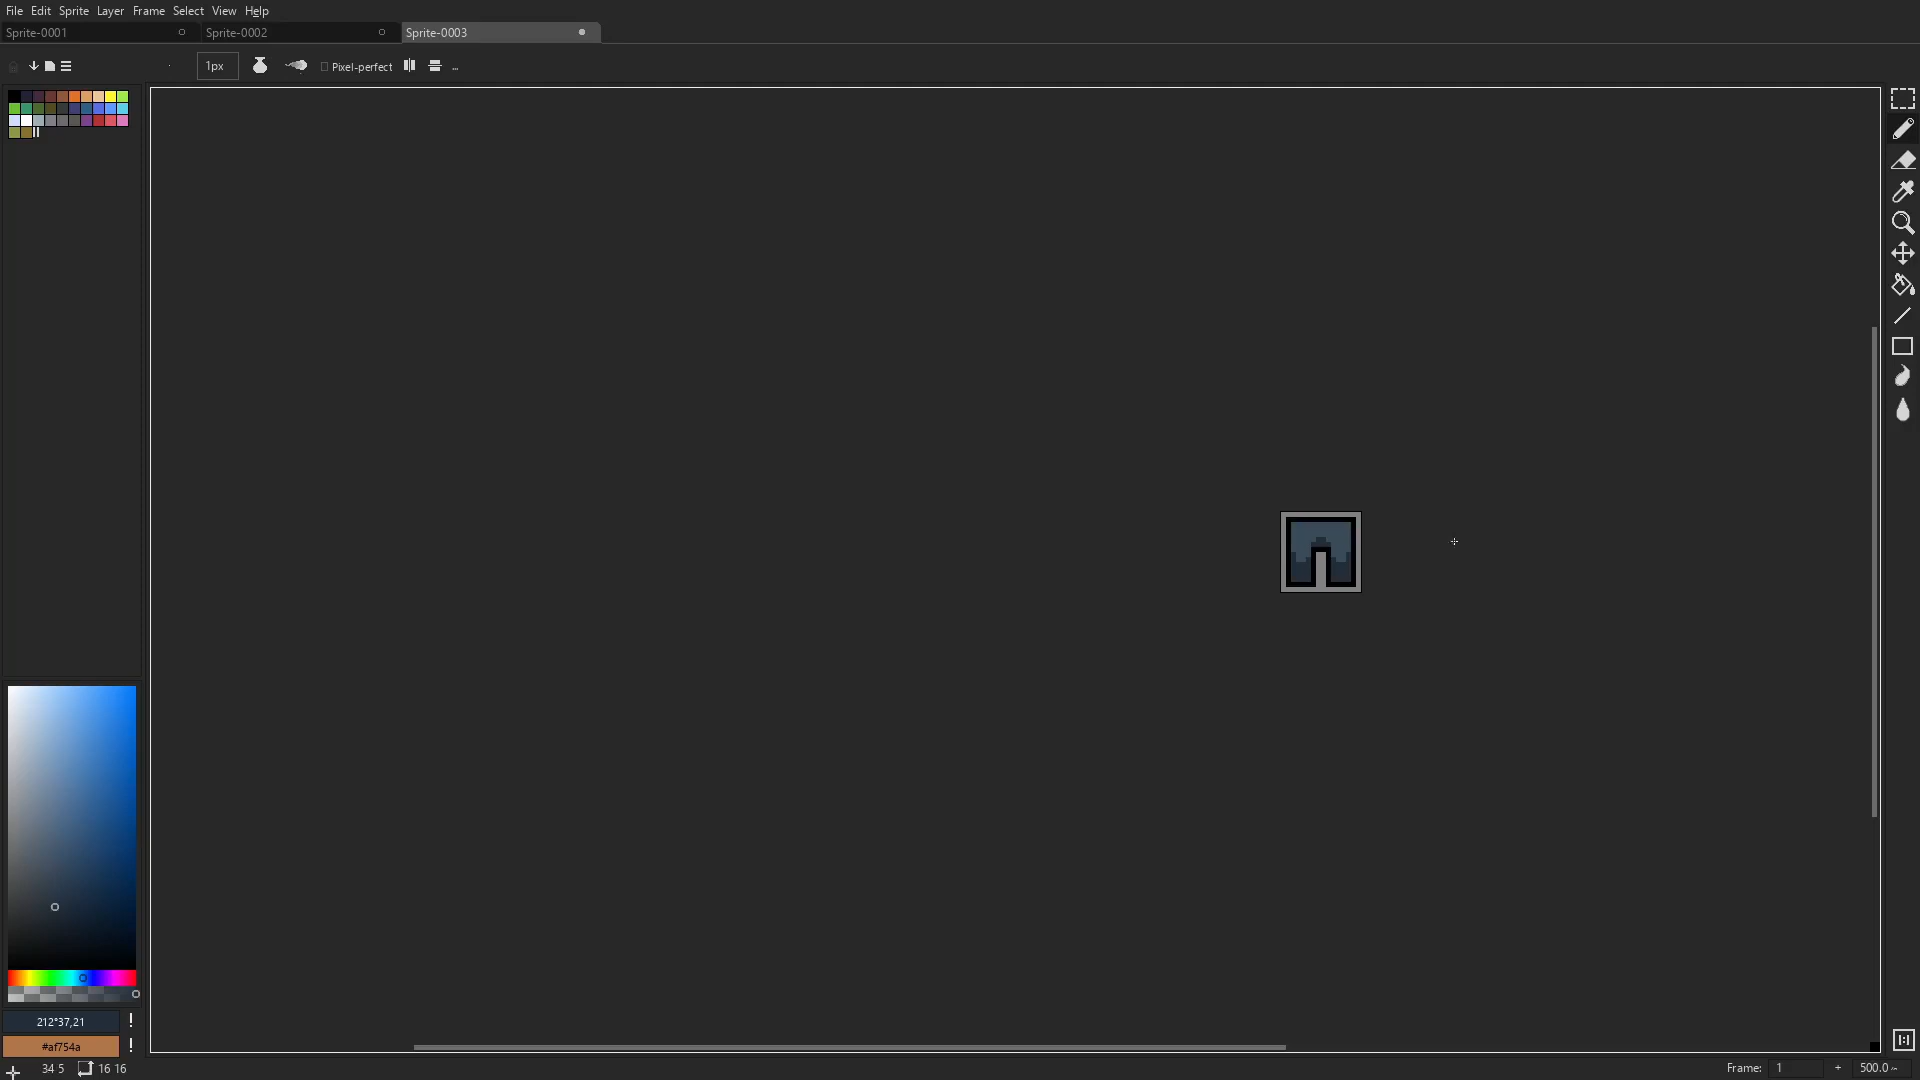 File Edit Sprite Layer Frame Select View Help
Sprite-0001 Sprite-0002 Sprite-0003
1px Pixel-perfect ...
212°37,21 !
#af754a !
34 5 16 16 Frame: 1 + 500.0